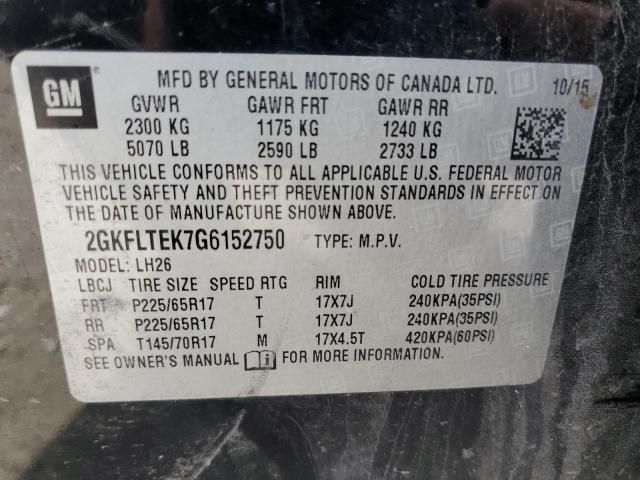 GM
MFD BY GENERAL MOTORS OF CANADA LTD. 10/15
GVWR GAWR FRT GAWR RR
2300 KG 1175 KG 1240 KG
5070 LB 2590 LB 2733 LB
THIS VEHICLE CONFORMS TO ALL APPLICABLE U.S. FEDERAL MOTOR
VEHICLE SAFETY AND THEFT PREVENTION STANDARDS IN EFFECT ON
THE DATE OF MANUFACTURE SHOWN ABOVE.
2GKFLTEK7G6152750 TYPE: M.P.V.
MODEL: LH26
LBCJ TIRE SIZE SPEED RTG RIM COLD TIRE PRESSURE
FRT P225/65R17 T 17X7J 240KPA(35PSI)
RR P225/65R17 T 17X7J 240KPA(35PSI)
SPA T145/70R17 M 17X4.5T 420KPA(60PSI)
SEE OWNER'S MANUAL FOR MORE INFORMATION.